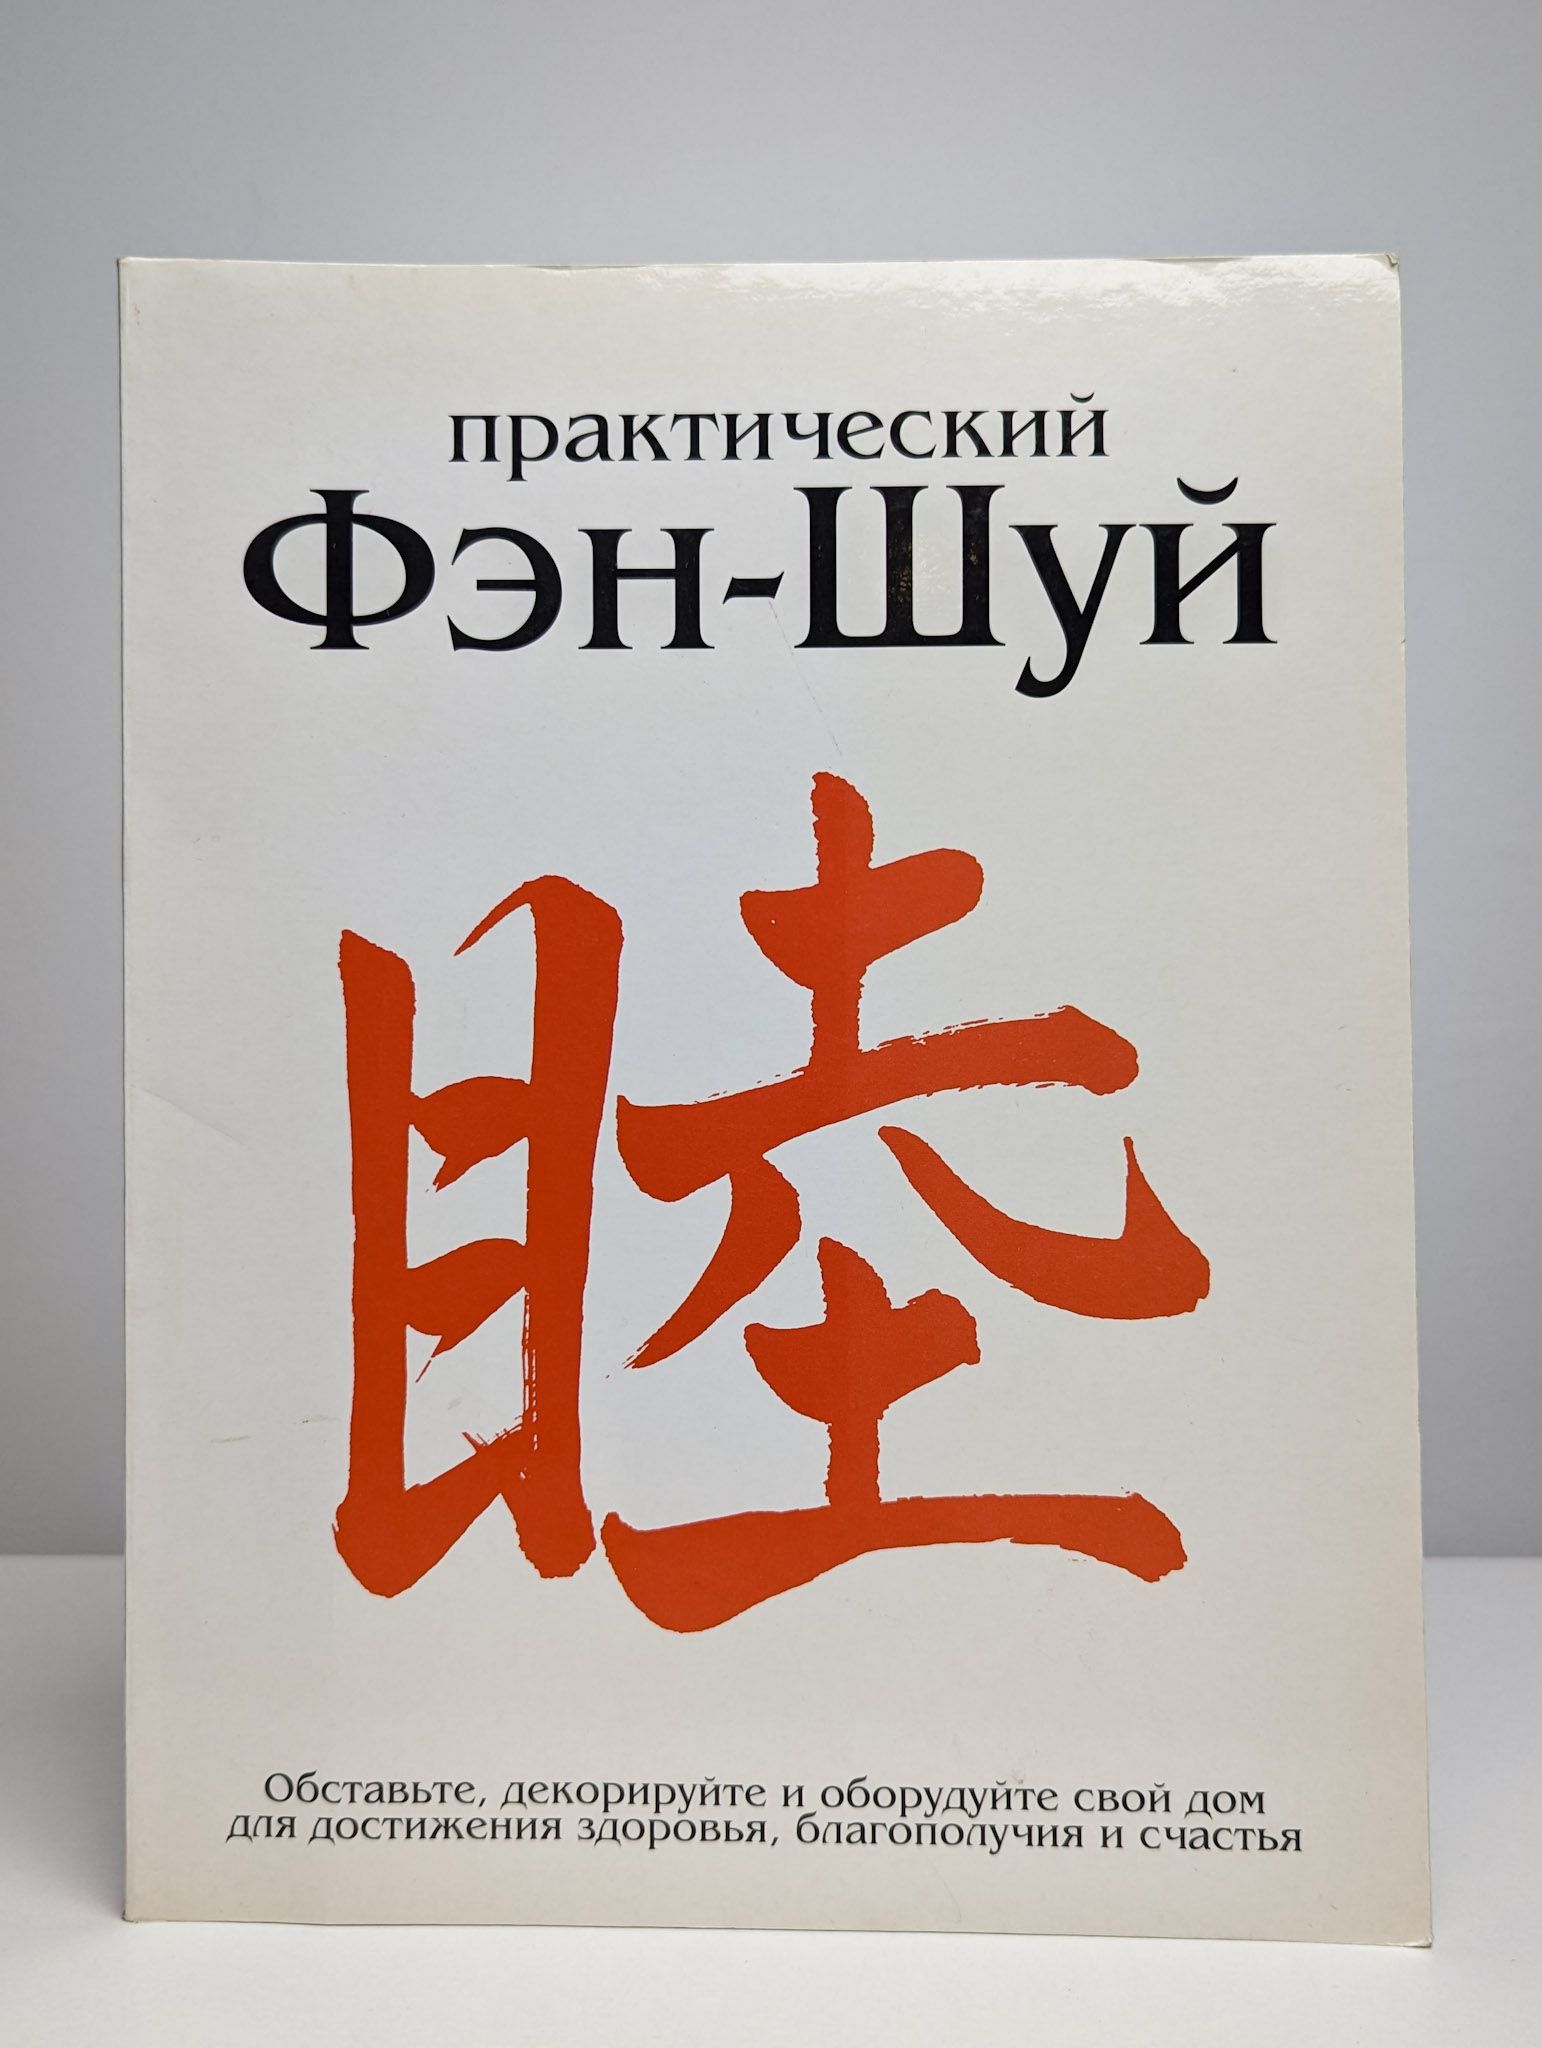 практический
Фэн-Шуй
睦
Обставьте, декорируйте и оборудуйте свой дом
для достижения здоровья, благополучия и счастья